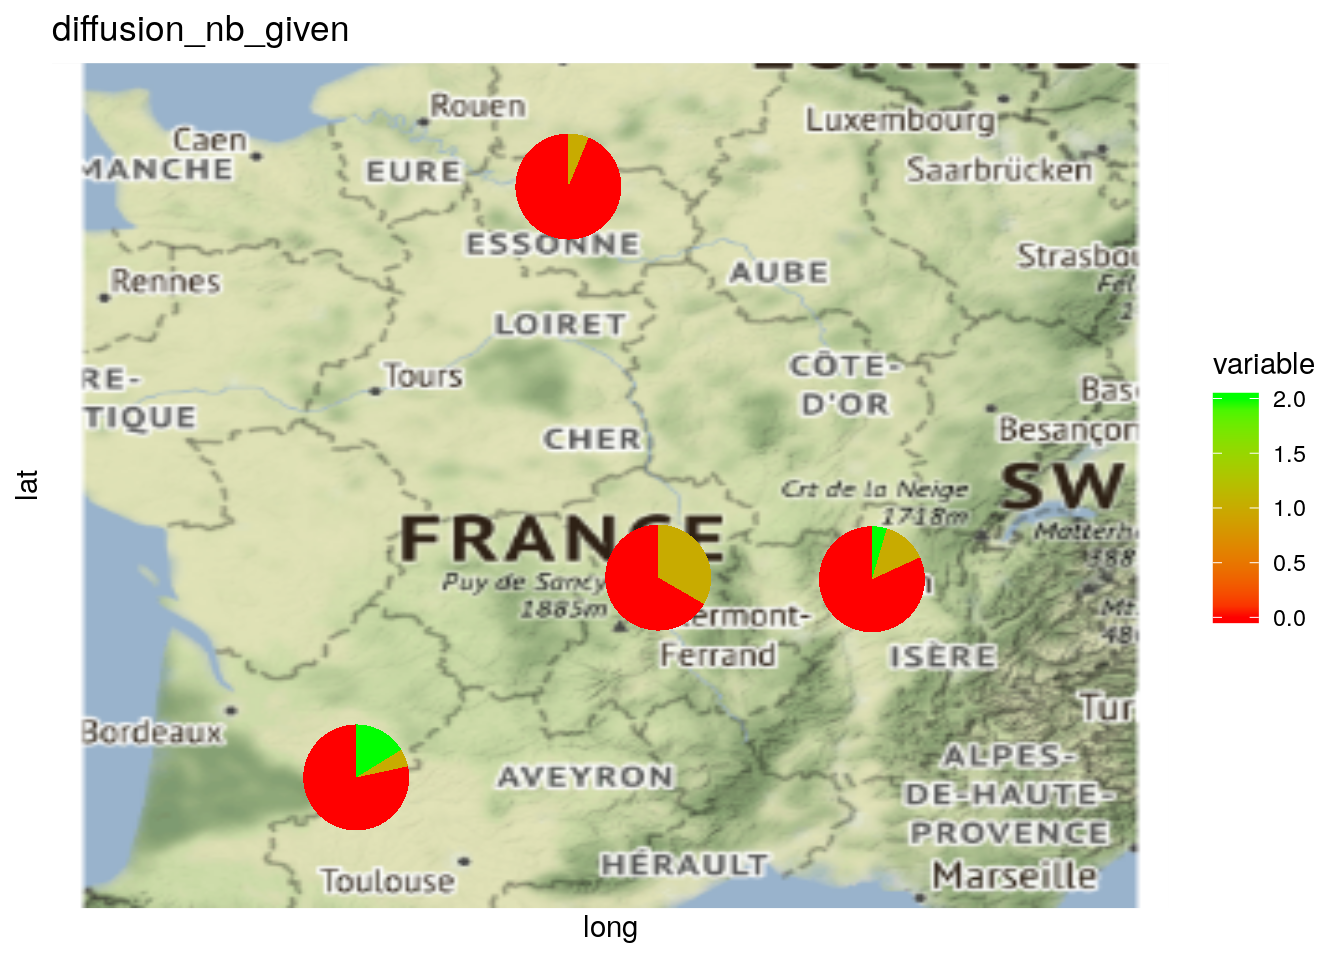 diffusion_nb_given
Rouen
Luxembourg
Caen
MANCHE
EURE
Saarbrücken
ESSONNE
Strasbou
AUBE
Rennes
LOIRET
CÔTE-
D'OR
Tours
RE-
TIQUE
Bas
Besançon
CHER
Crt de la Neige
1718m
SW
FRANCE
Puy de Sancy
1885m
ermont-
Ferrand
ISÈRE
Tur
Bordeaux
ALPES-
DE-HAUTE-
PROVENCE
AVEYRON
HÉRAULT
Toulouse
Marseille
lat
long
variable
2.0
1.5
1.0
0.5
0.0